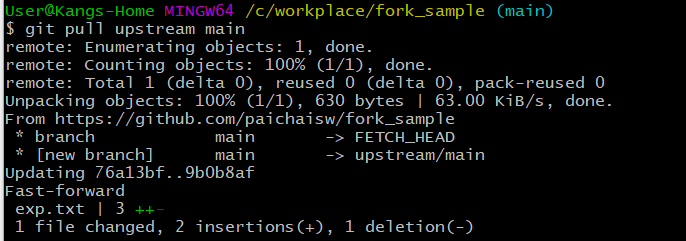 User@Kangs-Home MINGW64 /c/workplace/fork_sample (main)
$ git pull upstream main
remote: Enumerating objects: 1, done.
remote: Counting objects: 100% (1/1), done.
remote: Total 1 (delta 0), reused 0 (delta 0), pack-reused 0
Unpacking objects: 100% (1/1), 630 bytes | 63.00 KiB/s, done.
From https://github.com/paichaisw/fork_sample
 * branch            main       -> FETCH_HEAD
 * [new branch]      main       -> upstream/main
Updating 76a13bf..9b0b8af
Fast-forward
 exp.txt | 3 ++-
 1 file changed, 2 insertions(+), 1 deletion(-)